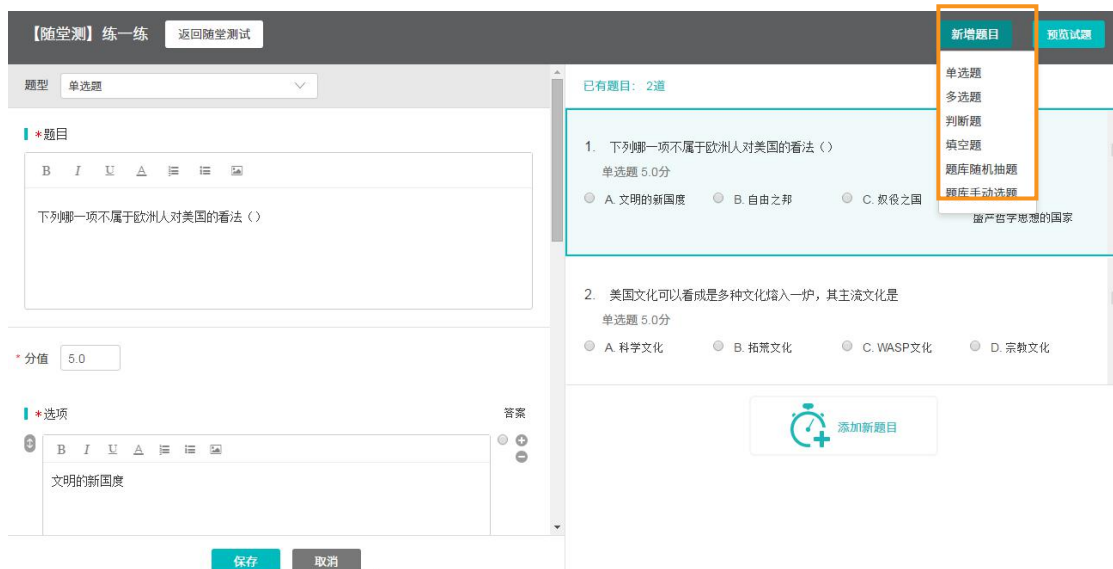 【随堂测】练一练 返回随堂测试 新增题目 预览试题
单选题
多选题
判断题
填空题
题库随机抽题
题库手动选题
题型 单选题
*题目
B I U A
下列哪一项不属于欧洲人对美国的看法（）
* 分值 5.0
*选项 答案
B I U A
文明的新国度
保存 取消
已有题目： 2道
1. 下列哪一项不属于欧洲人对美国的看法（）
单选题 5.0分
A. 文明的新国度 B. 自由之邦 C. 奴役之国
盛产哲学思想的国家
2. 美国文化可以看成是多种文化熔入一炉，其主流文化是
单选题 5.0分
A. 科学文化 B. 拓荒文化 C. WASP文化 D. 宗教文化
添加新题目